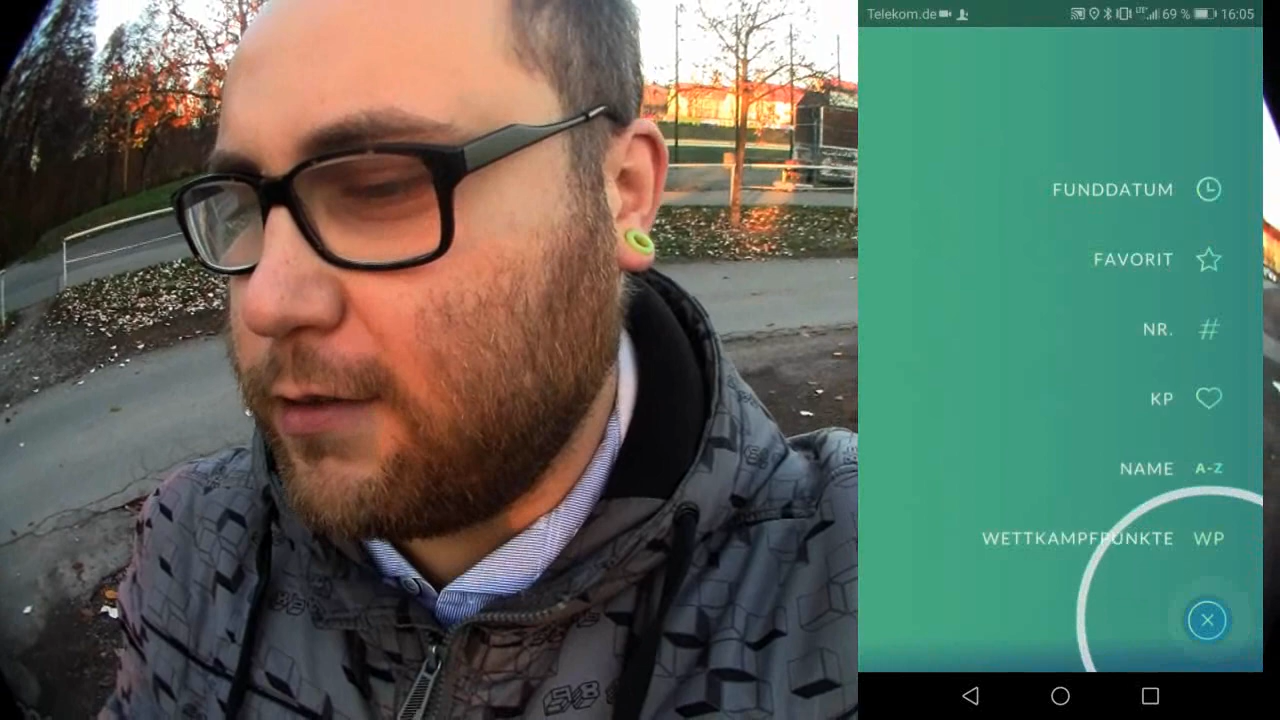 Telekom.de 69 % 16:05
FUNDDATUM
FAVORIT
NR. #
KP
NAME A-Z
WETTKAMPFPUNKTE WP